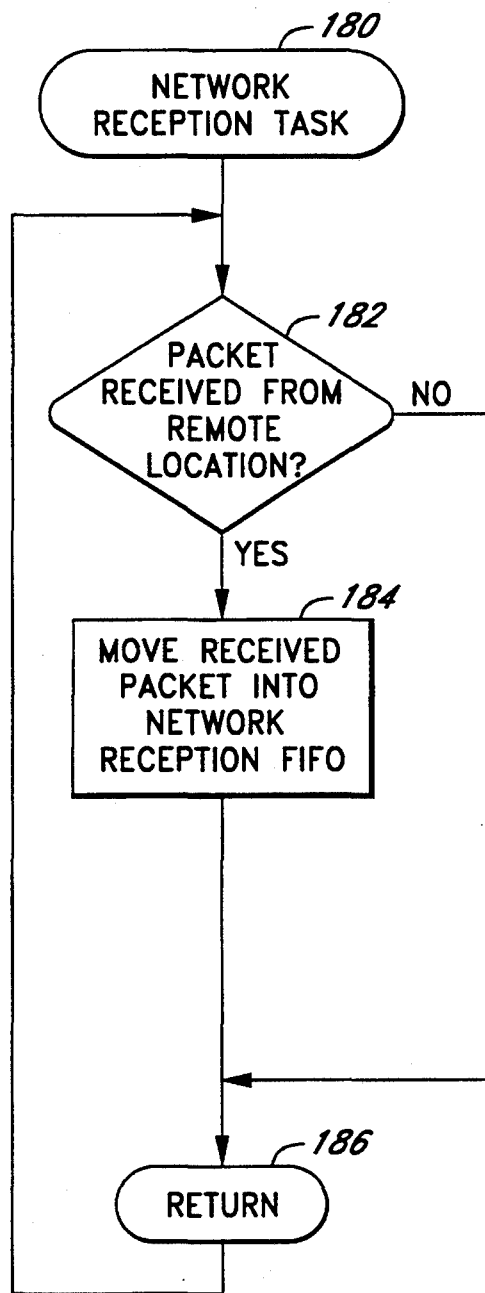 180
NETWORK
RECEPTION TASK
182
PACKET
RECEIVED FROM
REMOTE
LOCATION?
NO
YES
184
MOVE RECEIVED
PACKET INTO
NETWORK
RECEPTION FIFO
186
RETURN